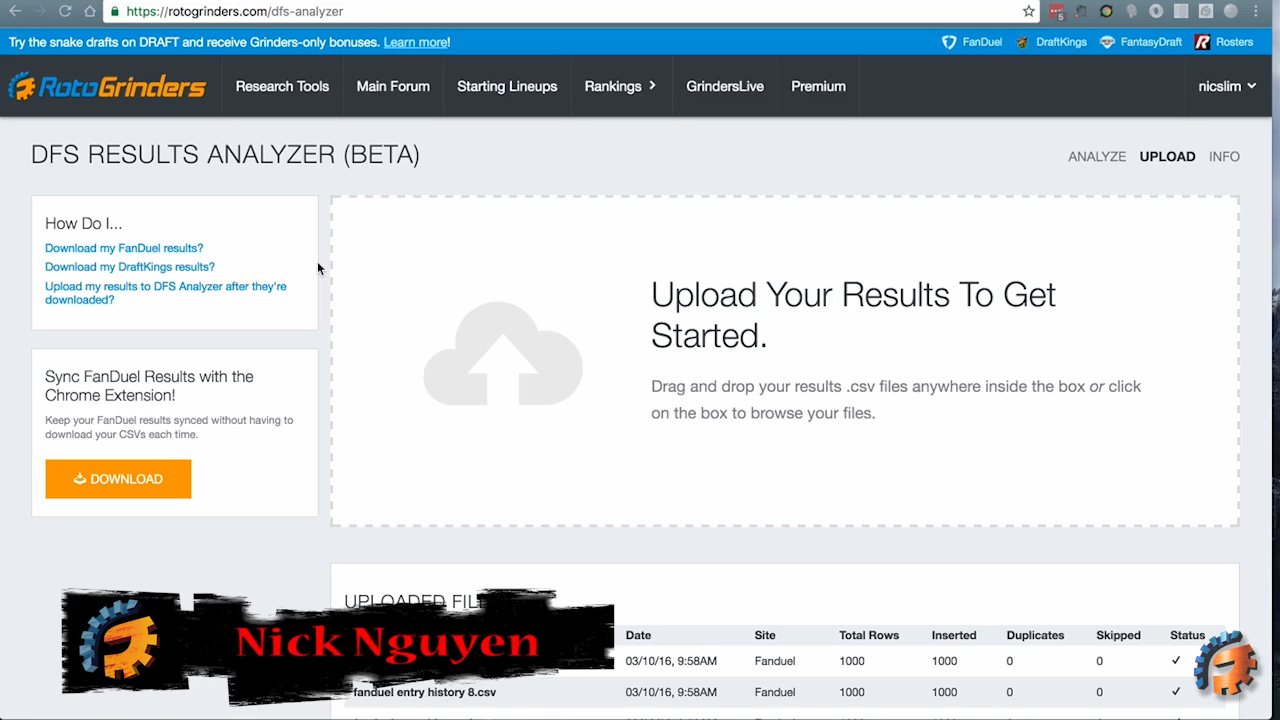 https://rotogrinders.com/dfs-analyzer
Try the snake drafts on DRAFT and receive Grinders-only bonuses. Learn more!
FanDuel DraftKings FantasyDraft Rosters
RotoGrinders Research Tools Main Forum Starting Lineups Rankings GrindersLive Premium nicslim
DFS RESULTS ANALYZER (BETA)
ANALYZE UPLOAD INFO
How Do I...
Download my FanDuel results?
Download my DraftKings results?
Upload my results to DFS Analyzer after they're
downloaded?
Sync FanDuel Results with the
Chrome Extension!
Keep your FanDuel results synced without having to
download your CSVs each time.
DOWNLOAD
Upload Your Results To Get
Started.
Drag and drop your results .csv files anywhere inside the box or click
on the box to browse your files.
UPLOADED FIL
Date Site Total Rows Inserted Duplicates Skipped Status
03/10/16, 9:58AM Fanduel 1000 1000 0 0 ✓
fanduel entry history 8.csv 03/10/16, 9:58AM Fanduel 1000 1000 0 0 ✓
Nick Nguyen